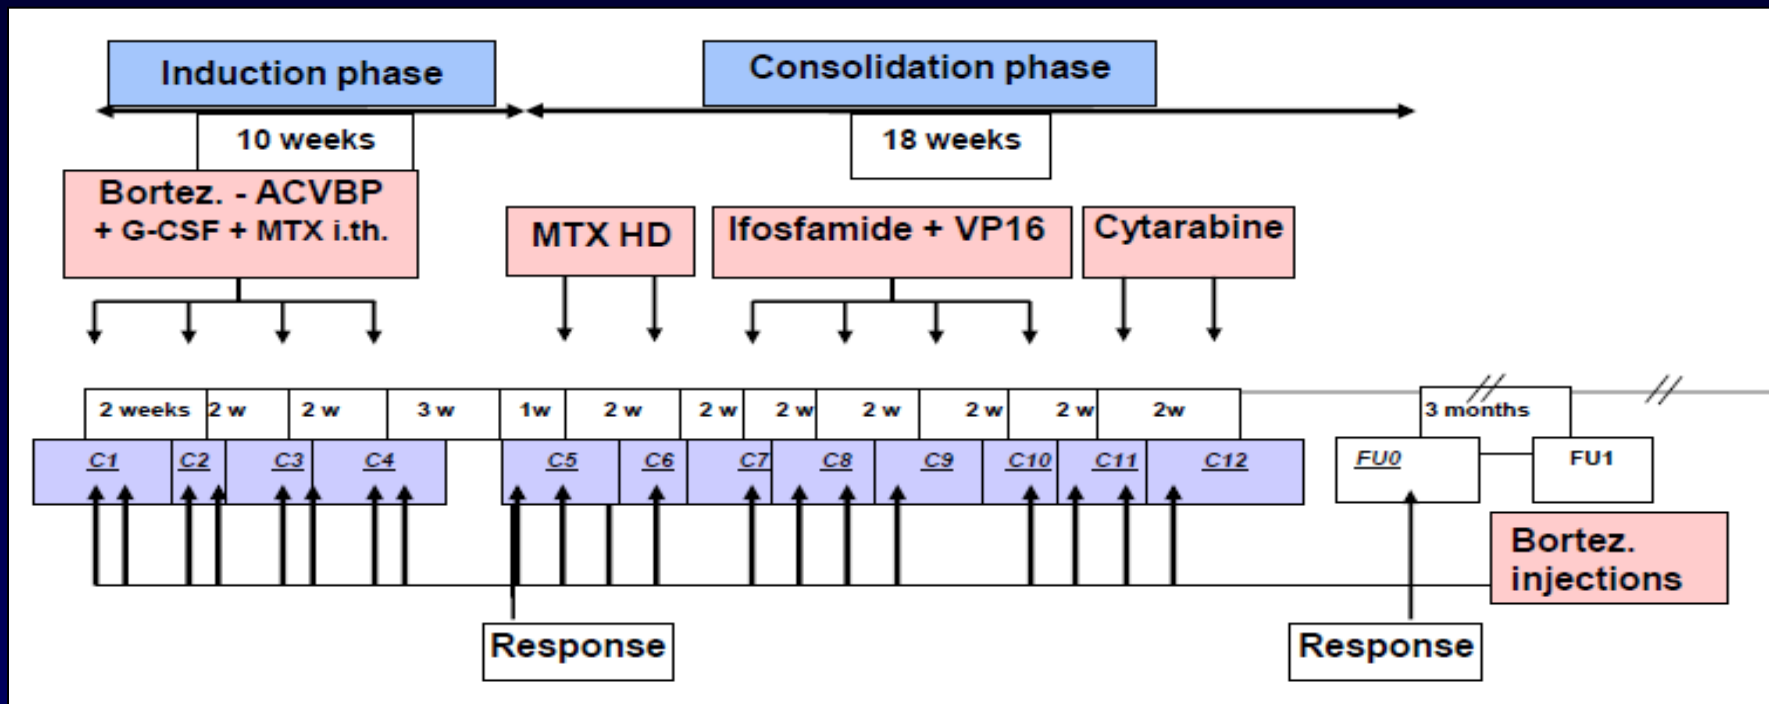 Induction phase
Consolidation phase
10 weeks
18 weeks
Bortez. - ACVBP
+ G-CSF + MTX i.th.
MTX HD
Ifosfamide + VP16
Cytarabine
2 weeks 2 w 2 w 3 w 1w 2 w 2 w 2 w 2 w 2 w 2 w 2w 3 months
C1 C2 C3 C4 C5 C6 C7 C8 C9 C10 C11 C12 FU0 FU1
Bortez.
injections
Response
Response